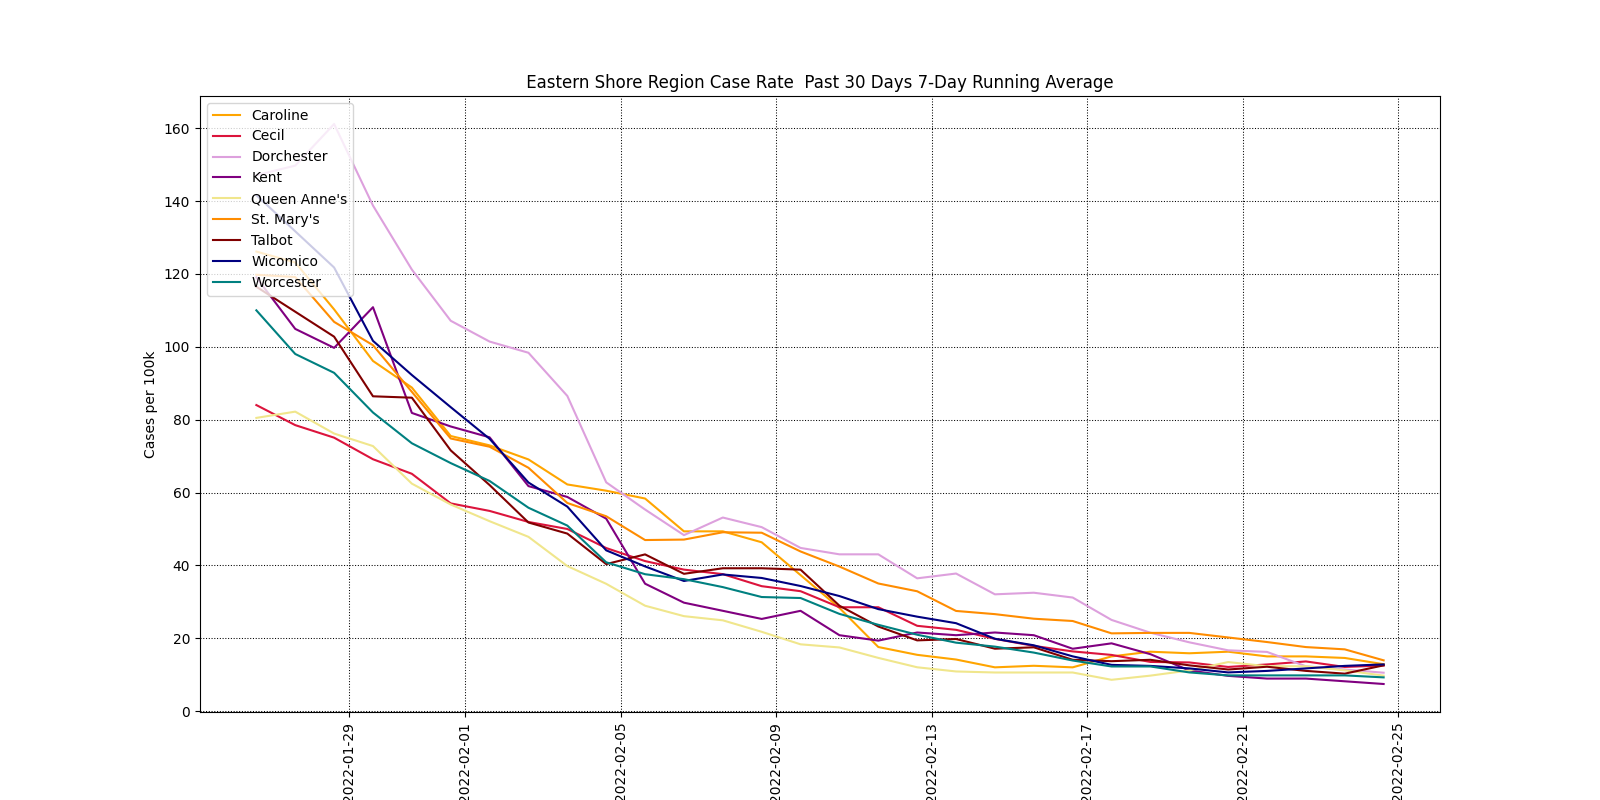 Eastern Shore Region Case Rate  Past 30 Days 7-Day Running Average
Caroline
Cecil
Dorchester
Kent
Queen Anne's
St. Mary's
Talbot
Wicomico
Worcester
160
140
120
100
80
60
40
20
0
Cases per 100k
2022-01-29
2022-02-01
2022-02-05
2022-02-09
2022-02-13
2022-02-17
2022-02-21
2022-02-25